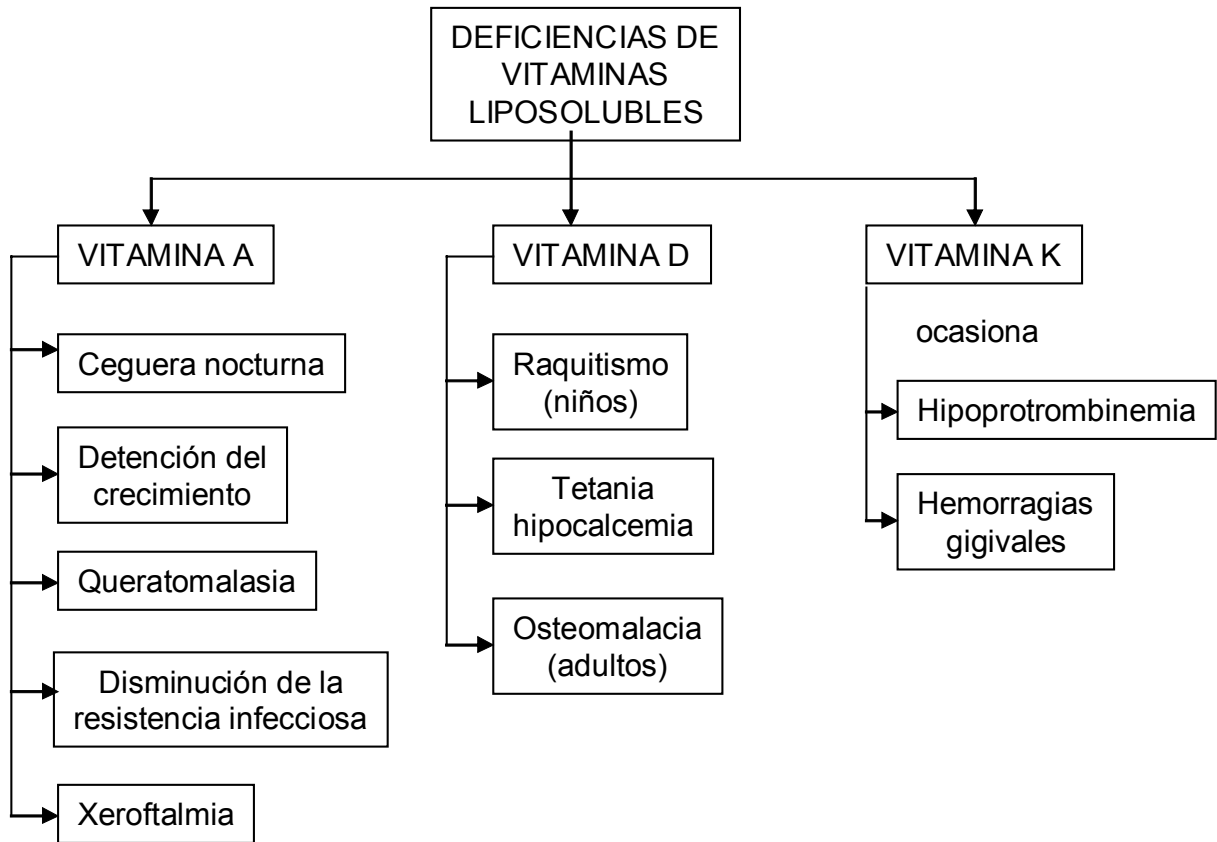 DEFICIENCIAS DE
VITAMINAS
LIPOSOLUBLES
VITAMINA A
Ceguera nocturna
Detención del
crecimiento
Queratomalasia
Disminución de la
resistencia infecciosa
Xeroftalmia
VITAMINA D
Raquitismo
(niños)
Tetania
hipocalcemia
Osteomalacia
(adultos)
VITAMINA K
ocasiona
Hipoprotrombinemia
Hemorragias
gigivales